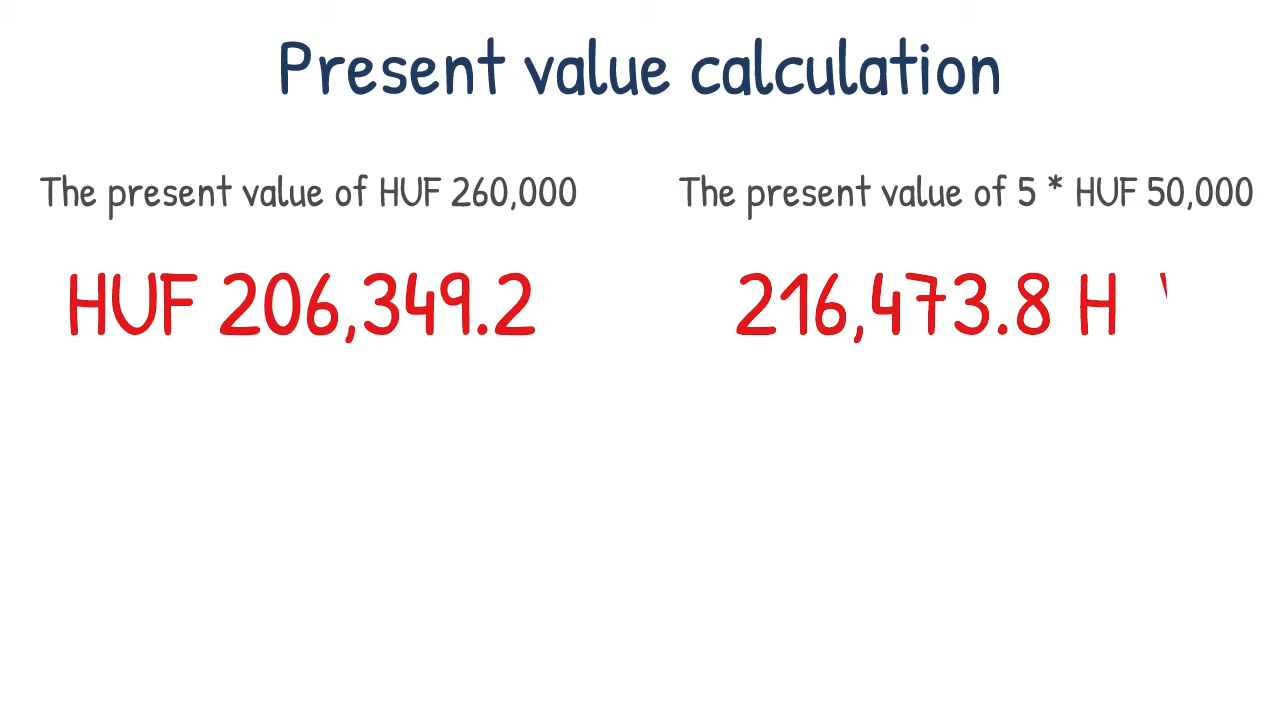 Present value calculation
The present value of HUF 260,000
The present value of 5 * HUF 50,000
HUF 206,349.2
216,473.8 H